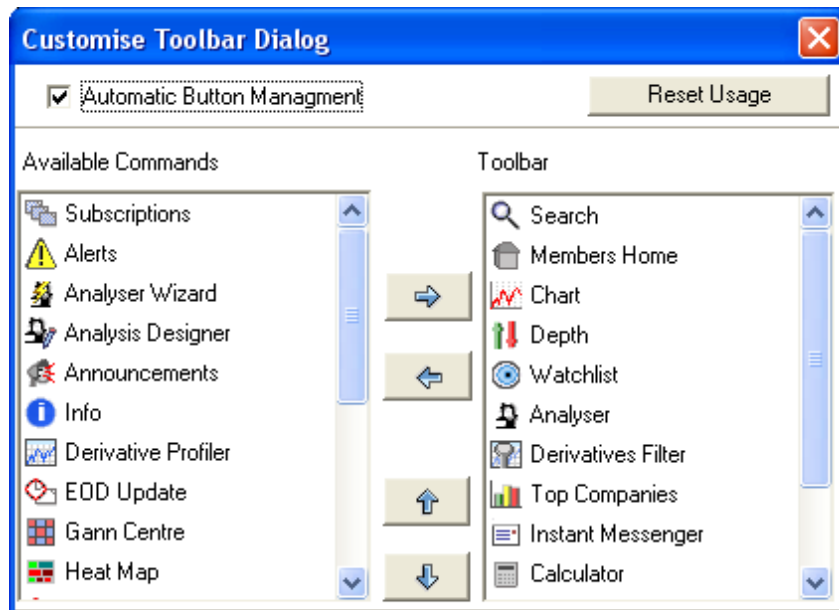 Customise Toolbar Dialog
Automatic Button Managment
Reset Usage
Available Commands
Toolbar
Subscriptions
Alerts
Analyser Wizard
Analysis Designer
Announcements
Info
Derivative Profiler
EOD Update
Gann Centre
Heat Map
Search
Members Home
Chart
Depth
Watchlist
Analyser
Derivatives Filter
Top Companies
Instant Messenger
Calculator